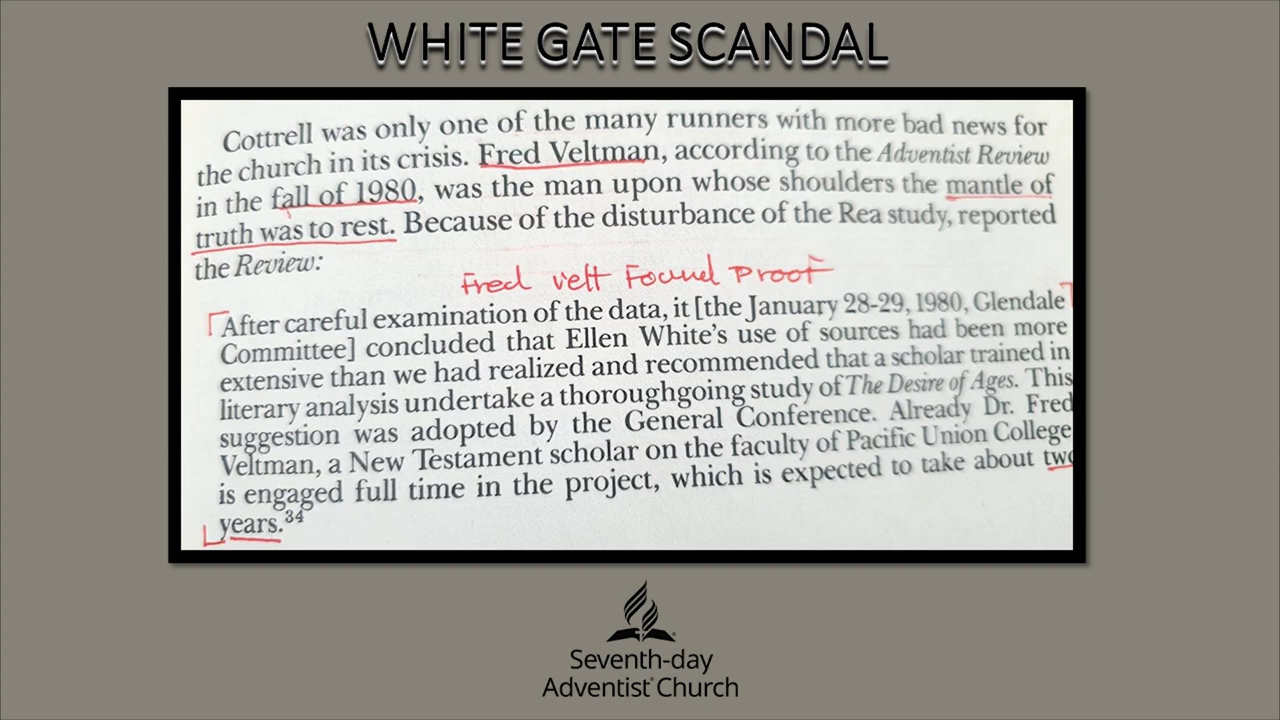 WHITE GATE SCANDAL
Cottrell was only one of the many runners with more bad news for
the church in its crisis. Fred Veltman, according to the Adventist Review
in the fall of 1980, was the man upon whose shoulders the mantle of
truth was to rest. Because of the disturbance of the Rea study, reported
the Review:
Fred velt Found Proof
After careful examination of the data, it [the January 28-29, 1980, Glendale
Committee] concluded that Ellen White's use of sources had been more
extensive than we had realized and recommended that a scholar trained in
literary analysis undertake a thoroughgoing study of The Desire of Ages. This
suggestion was adopted by the General Conference. Already Dr. Fred
Veltman, a New Testament scholar on the faculty of Pacific Union College
is engaged full time in the project, which is expected to take about two
years.34
Seventh-day
Adventist® Church